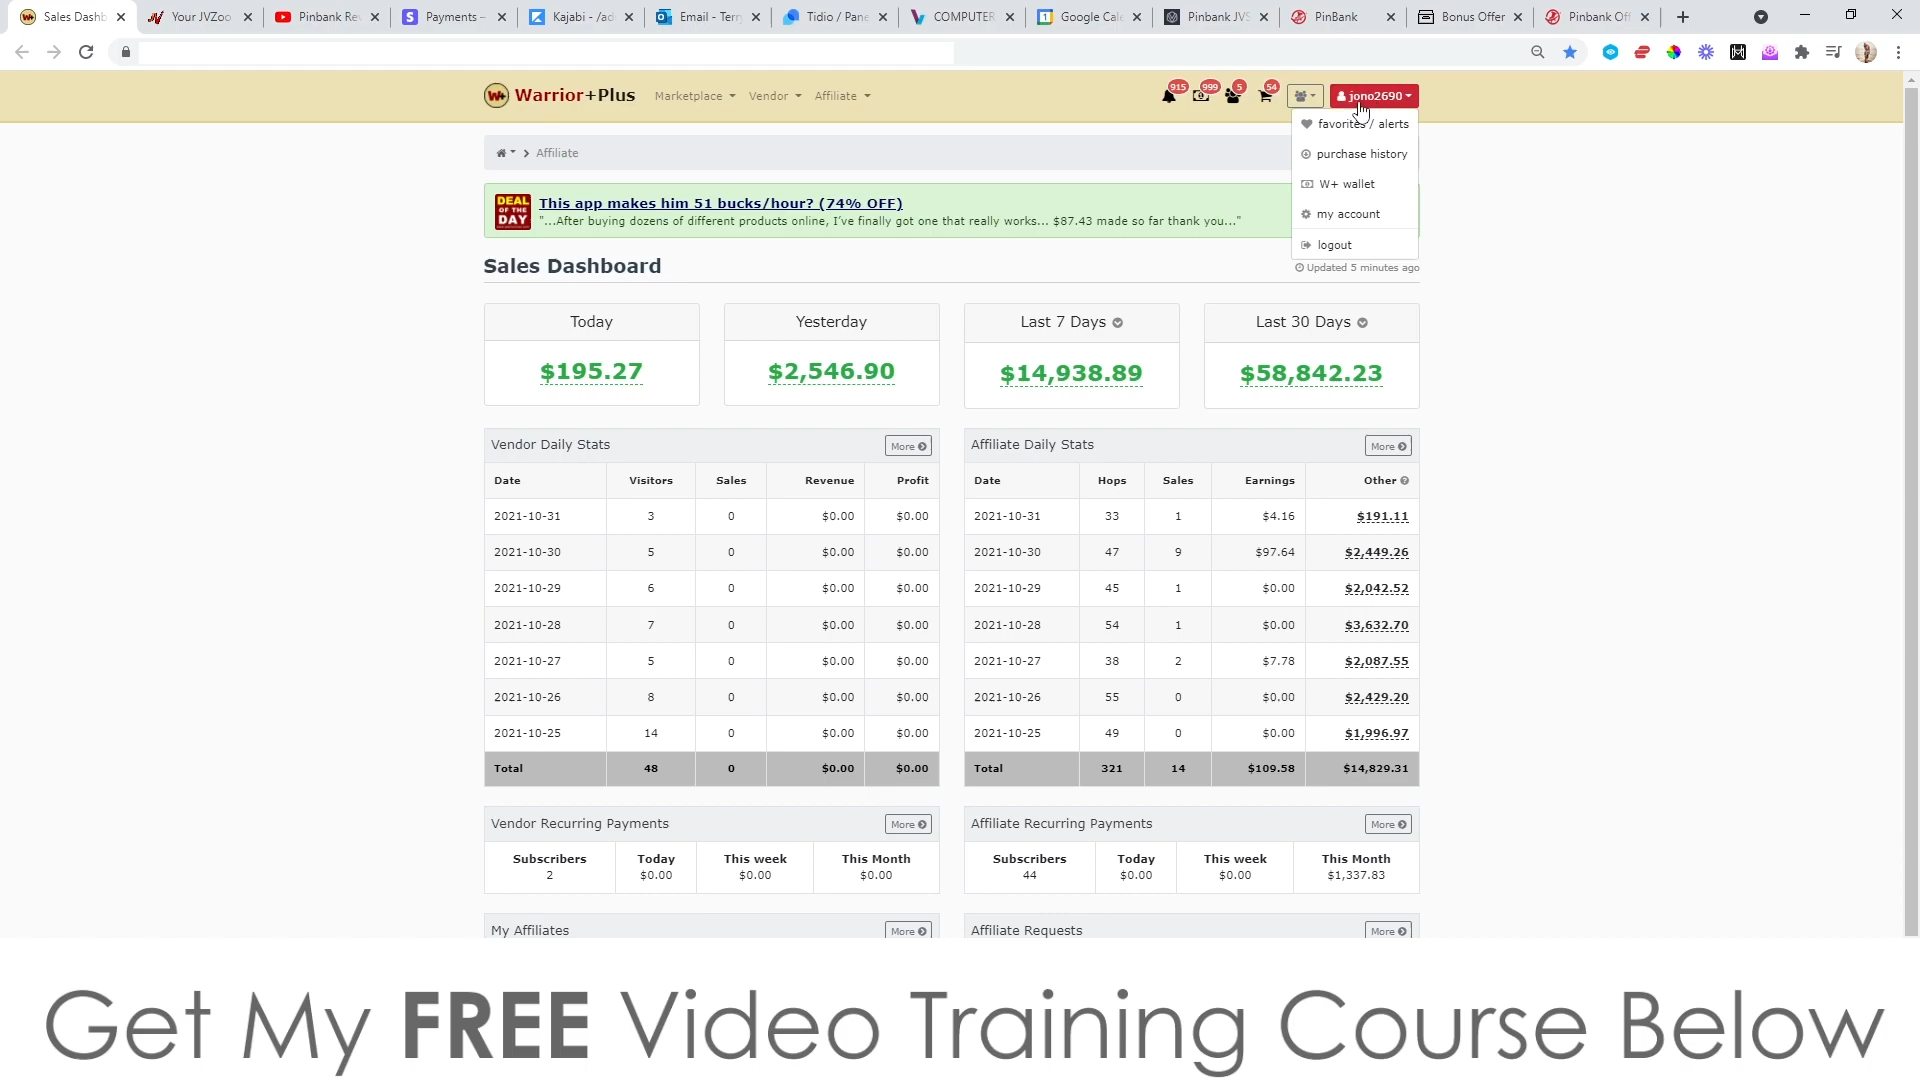 Sales Dashb
Your JVZoo
Pinbank Rev
Payments –
Kajabi - /ad
Email - Terry
Tidio / Pane
COMPUTER
Google Cale
Pinbank JVS
PinBank
Bonus Offer
Pinbank Off
Warrior+Plus
Marketplace
Vendor
Affiliate
915
999
5
54
jono2690
favorites / alerts
purchase history
W+ wallet
my account
logout
Affiliate
DEAL OF THE DAY
This app makes him 51 bucks/hour? (74% OFF)
"...After buying dozens of different products online, I've finally got one that really works... $87.43 made so far thank you..."
Sales Dashboard
Updated 5 minutes ago
Today
Yesterday
Last 7 Days
Last 30 Days
$195.27
$2,546.90
$14,938.89
$58,842.23
Vendor Daily Stats
More
Date Visitors Sales Revenue Profit
2021-10-31 3 0 $0.00 $0.00
2021-10-30 5 0 $0.00 $0.00
2021-10-29 6 0 $0.00 $0.00
2021-10-28 7 0 $0.00 $0.00
2021-10-27 5 0 $0.00 $0.00
2021-10-26 8 0 $0.00 $0.00
2021-10-25 14 0 $0.00 $0.00
Total 48 0 $0.00 $0.00
Affiliate Daily Stats
More
Date Hops Sales Earnings Other
2021-10-31 33 1 $4.16 $191.11
2021-10-30 47 9 $97.64 $2,449.26
2021-10-29 45 1 $0.00 $2,042.52
2021-10-28 54 1 $0.00 $3,632.70
2021-10-27 38 2 $7.78 $2,087.55
2021-10-26 55 0 $0.00 $2,429.20
2021-10-25 49 0 $0.00 $1,996.97
Total 321 14 $109.58 $14,829.31
Vendor Recurring Payments
More
Subscribers Today This week This Month
2 $0.00 $0.00 $0.00
Affiliate Recurring Payments
More
Subscribers Today This week This Month
44 $0.00 $0.00 $1,337.83
My Affiliates
More
Affiliate Requests
More
Get My FREE Video Training Course Below